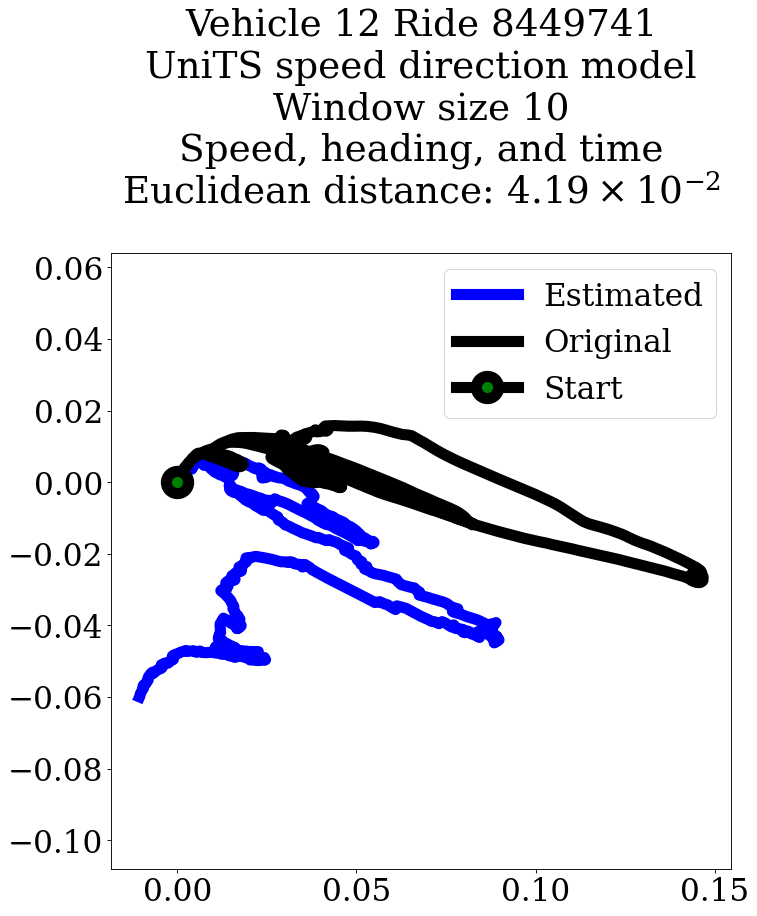 Vehicle 12 Ride 8449741
UniTS speed direction model
Window size 10
Speed, heading, and time
Euclidean distance: 4.19 × 10⁻²
Estimated
Original
Start
0.06
0.04
0.02
0.00
−0.02
−0.04
−0.06
−0.08
−0.10
0.00 0.05 0.10 0.15